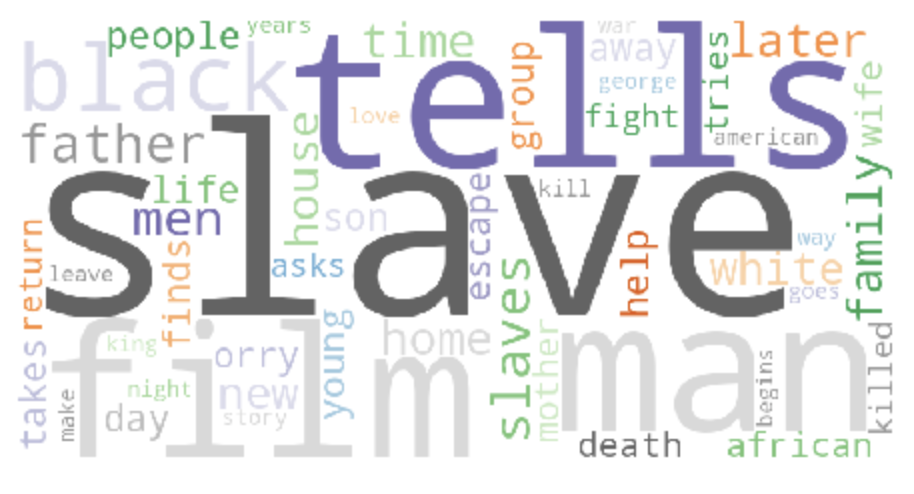 people
years
time
war
away
later
black
tells
george
tries
group
love
fight
american
wife
father
house
slave
life
men
son
escape
kill
family
return
leave
finds
asks
help
way
white
goes
slaves
film
king
orry
young
home
man
mother
takes
make
night
new
day
story
begins
killed
death
african